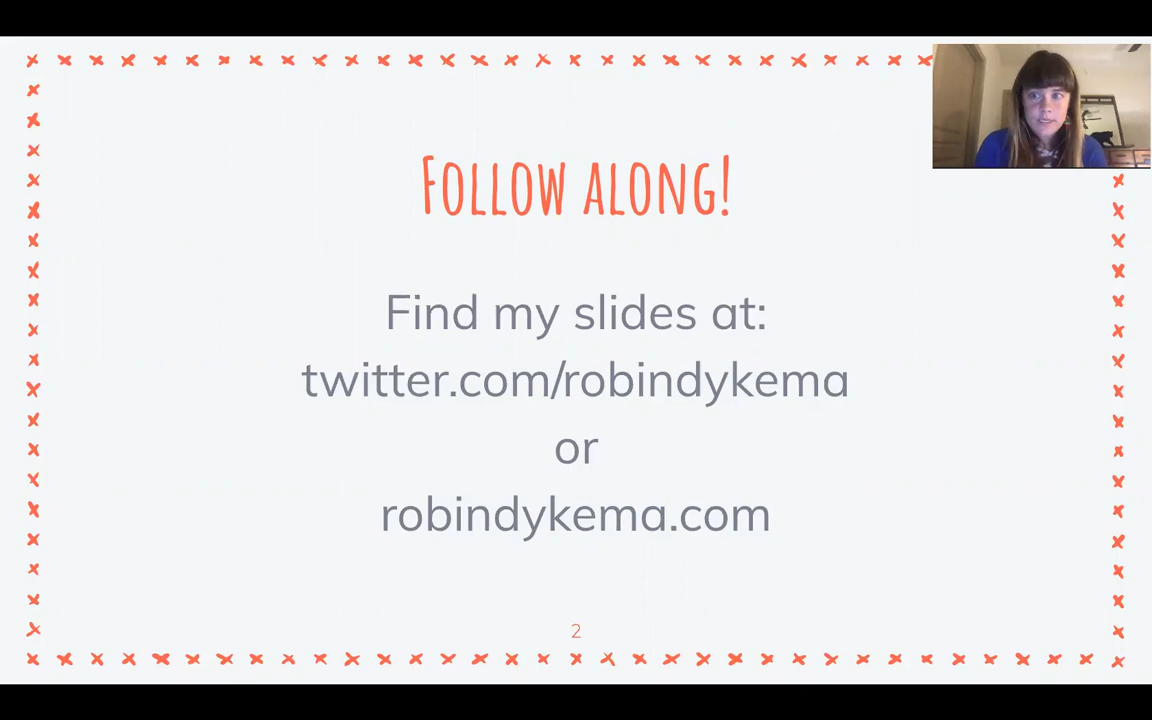 Follow along!
Find my slides at:
twitter.com/robindykema
or
robindykema.com
2